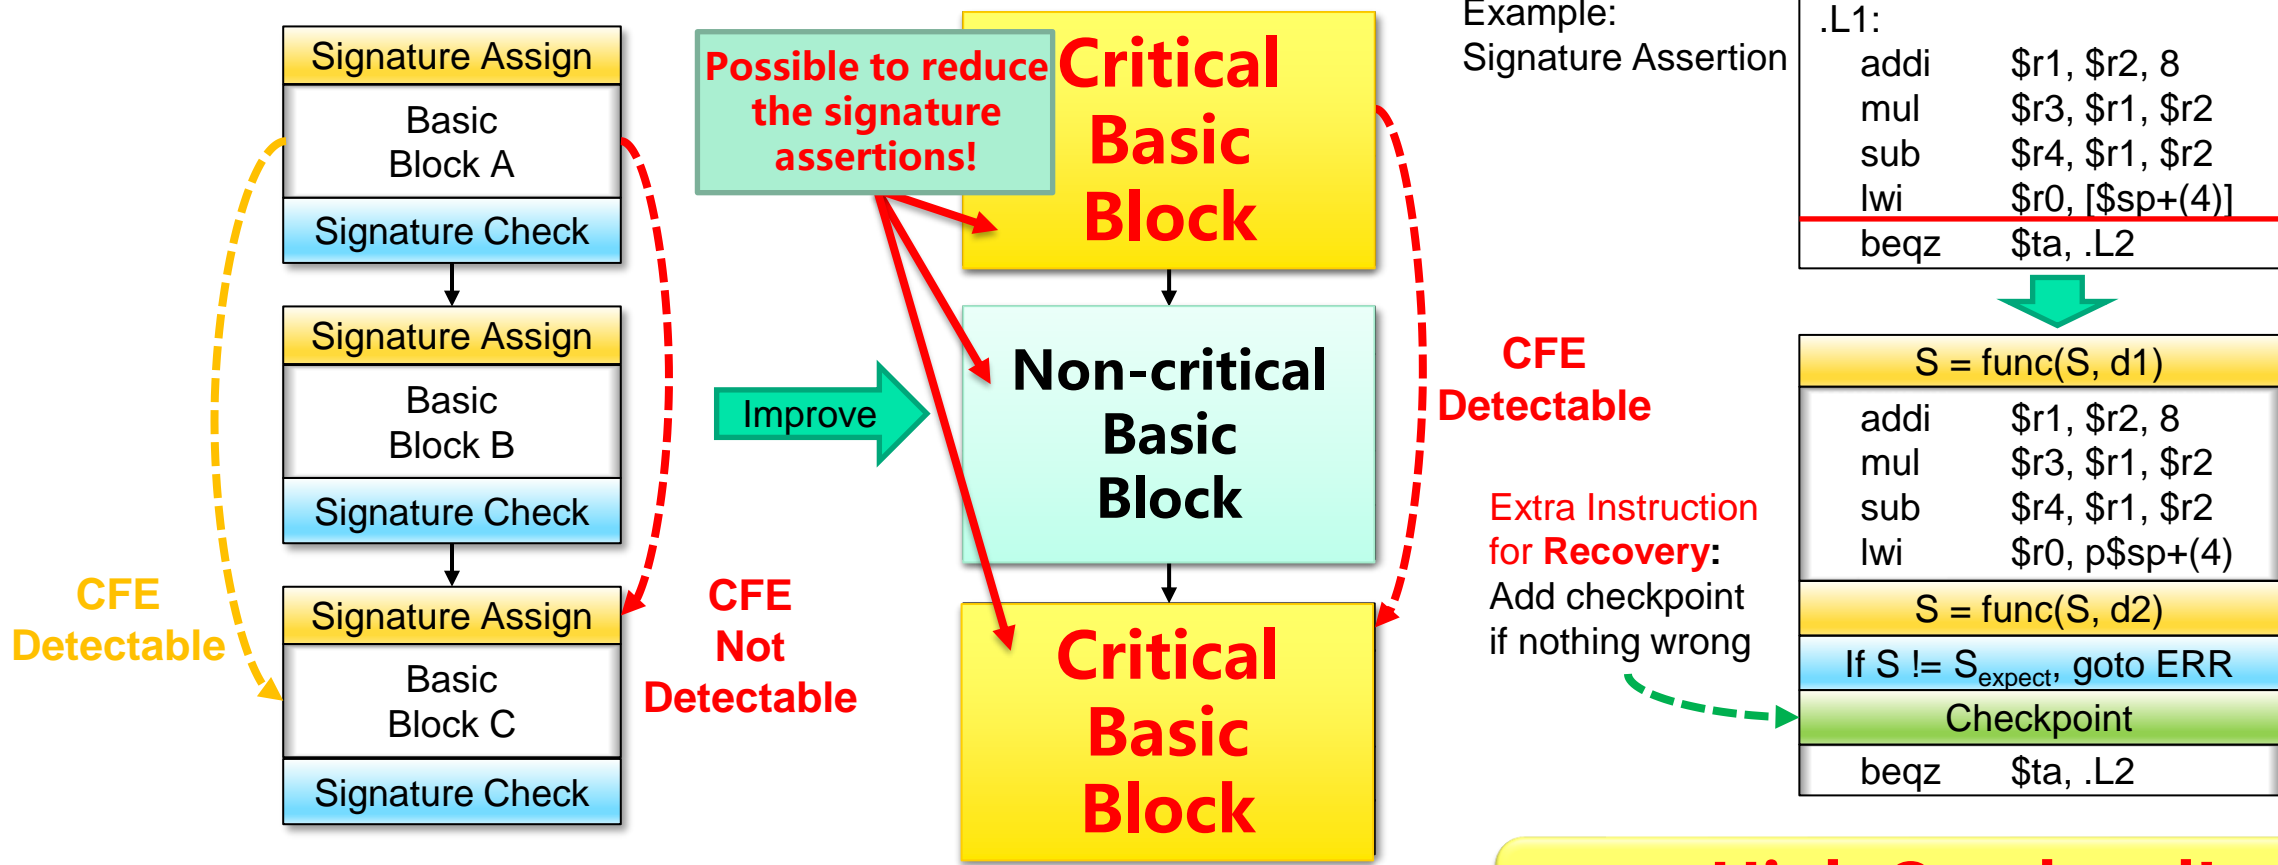 Signature Assign
Basic
Block A
Signature Check
Signature Assign
Basic
Block B
Signature Check
Signature Assign
Basic
Block C
Signature Check
CFE
Detectable
CFE
Not
Detectable
Possible to reduce
the signature
assertions!
Improve
Critical
Basic
Block
Non-critical
Basic
Block
Critical
Basic
Block
CFE
Detectable
Example:
Signature Assertion
.L1:
addi $r1, $r2, 8
mul $r3, $r1, $r2
sub $r4, $r1, $r2
lwi $r0, [$sp+(4)]
beqz $ta, .L2
Extra Instruction
for Recovery:
Add checkpoint
if nothing wrong
S = func(S, d1)
addi $r1, $r2, 8
mul $r3, $r1, $r2
sub $r4, $r1, $r2
lwi $r0, p$sp+(4)
S = func(S, d2)
If S != Sexpect, goto ERR
Checkpoint
beqz $ta, .L2